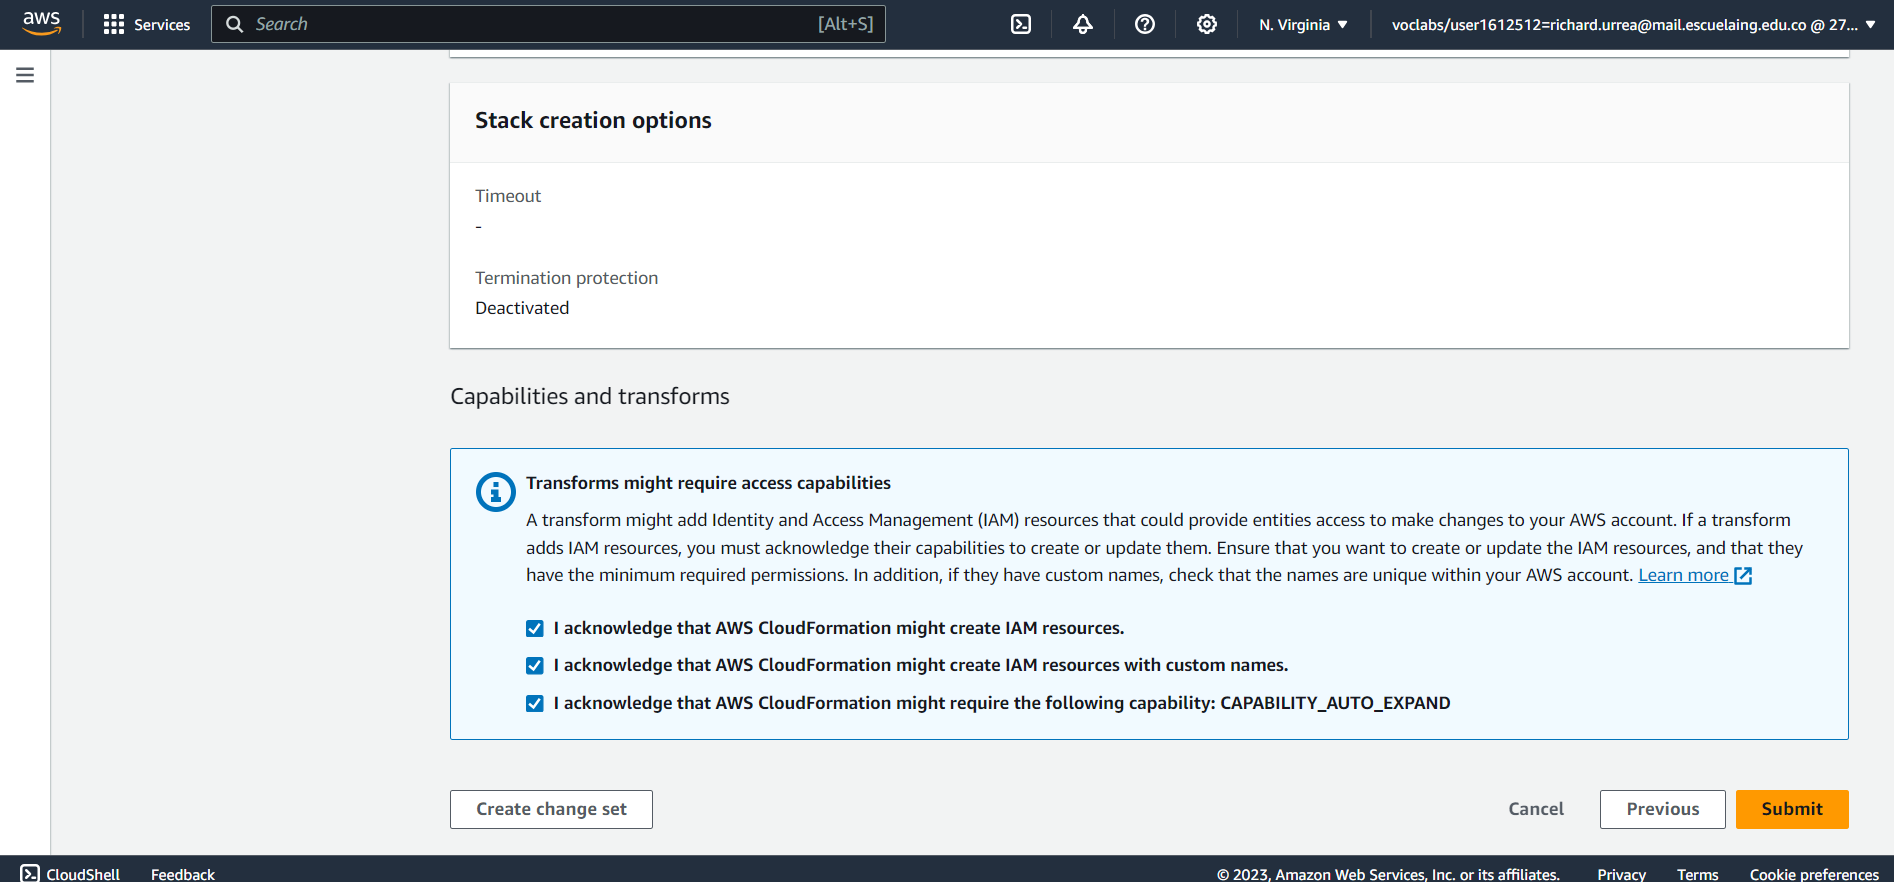 aws
Services
Search
[Alt+S]
N. Virginia
voclabs/user1612512=richard.urrea@mail.escuelaing.edu.co @ 27...
Stack creation options
Timeout
-
Termination protection
Deactivated
Capabilities and transforms
Transforms might require access capabilities
A transform might add Identity and Access Management (IAM) resources that could provide entities access to make changes to your AWS account. If a transform
adds IAM resources, you must acknowledge their capabilities to create or update them. Ensure that you want to create or update the IAM resources, and that they
have the minimum required permissions. In addition, if they have custom names, check that the names are unique within your AWS account. Learn more
I acknowledge that AWS CloudFormation might create IAM resources.
I acknowledge that AWS CloudFormation might create IAM resources with custom names.
I acknowledge that AWS CloudFormation might require the following capability: CAPABILITY_AUTO_EXPAND
Create change set
Cancel
Previous
Submit
CloudShell
Feedback
© 2023, Amazon Web Services, Inc. or its affiliates.
Privacy
Terms
Cookie preferences